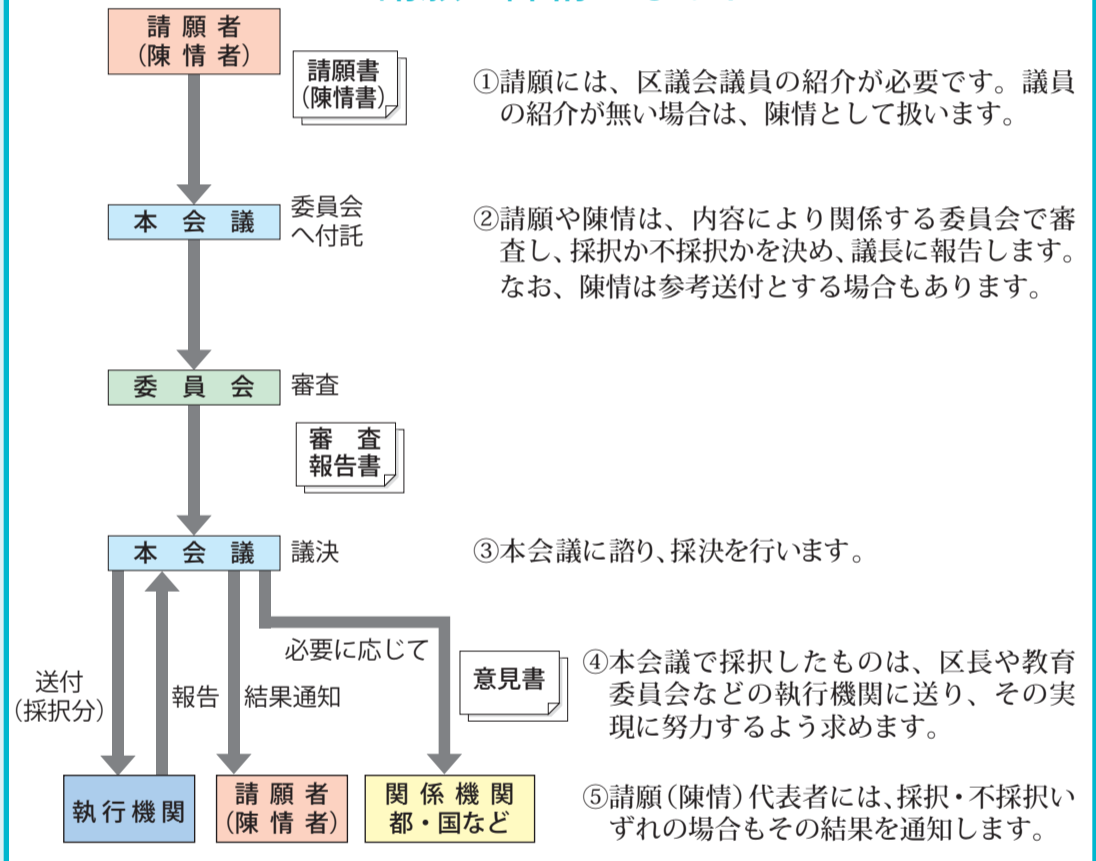 請願者
(陳情者)
請願書
(陳情書)
①請願には、区議会議員の紹介が必要です。議員
の紹介が無い場合は、陳情として扱います。
本会議
委員会
へ付託
②請願や陳情は、内容により関係する委員会で審
査し、採択か不採択かを決め、議長に報告します。
なお、陳情は参考送付とする場合もあります。
委員会
審査
審査
報告書
本会議
議決
③本会議に諮り、採決を行います。
送付
(採択分)
報告
結果通知
必要に応じて
意見書
④本会議で採択したものは、区長や教育
委員会などの執行機関に送り、その実
現に努力するよう求めます。
執行機関
請願者
(陳情者)
関係機関
都・国など
⑤請願(陳情)代表者には、採択・不採択い
ずれの場合もその結果を通知します。